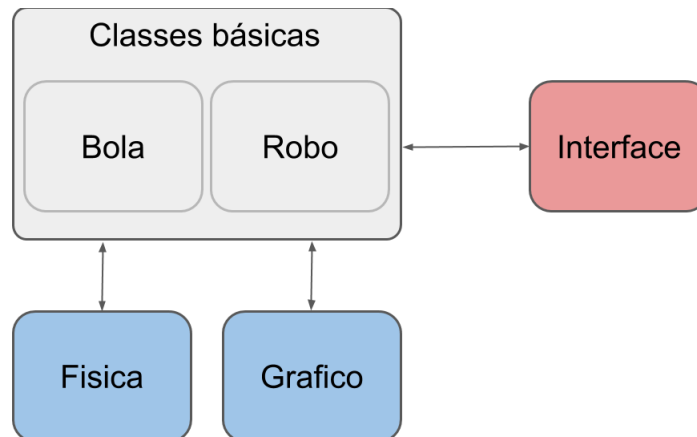 Classes básicas
Bola
Robo
Interface
Fisica
Grafico